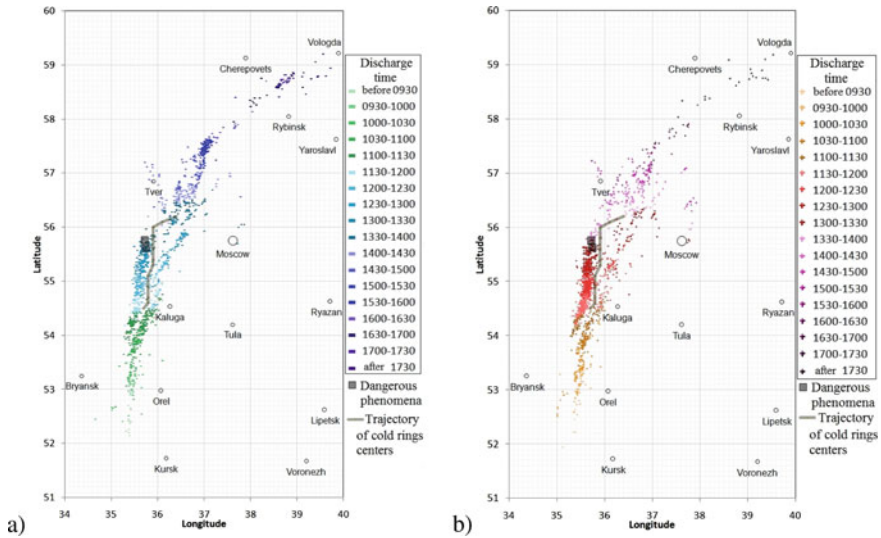 60
59
58
57
56
55
54
53
52
51
34
35
36
37
38
39
40
Latitude
Longitude
Vologda
Cherepovets
Rybinsk
Yaroslavl
Tver
Moscow
Kaluga
Tula
Ryazan
Bryansk
Orel
Lipetsk
Kursk
Voronezh
Discharge
time
before 0930
0930-1000
1000-1030
1030-1100
1100-1130
1130-1200
1200-1230
1230-1300
1300-1330
1330-1400
1400-1430
1430-1500
1500-1530
1530-1600
1600-1630
1630-1700
1700-1730
after 1730
Dangerous
phenomena
Trajectory
of cold rings
centers
a)
60
59
58
57
56
55
54
53
52
51
34
35
36
37
38
39
40
Latitude
Longitude
Vologda
Cherepovets
Rybinsk
Yaroslavl
Tver
Moscow
Kaluga
Tula
Ryazan
Bryansk
Orel
Lipetsk
Kursk
Voronezh
Discharge
time
before 0930
0930-1000
1000-1030
1030-1100
1100-1130
1130-1200
1200-1230
1230-1300
1300-1330
1330-1400
1400-1430
1430-1500
1500-1530
1530-1600
1600-1630
1630-1700
1700-1730
after 1730
Dangerous
phenomena
Trajectory
of cold rings
centers
b)